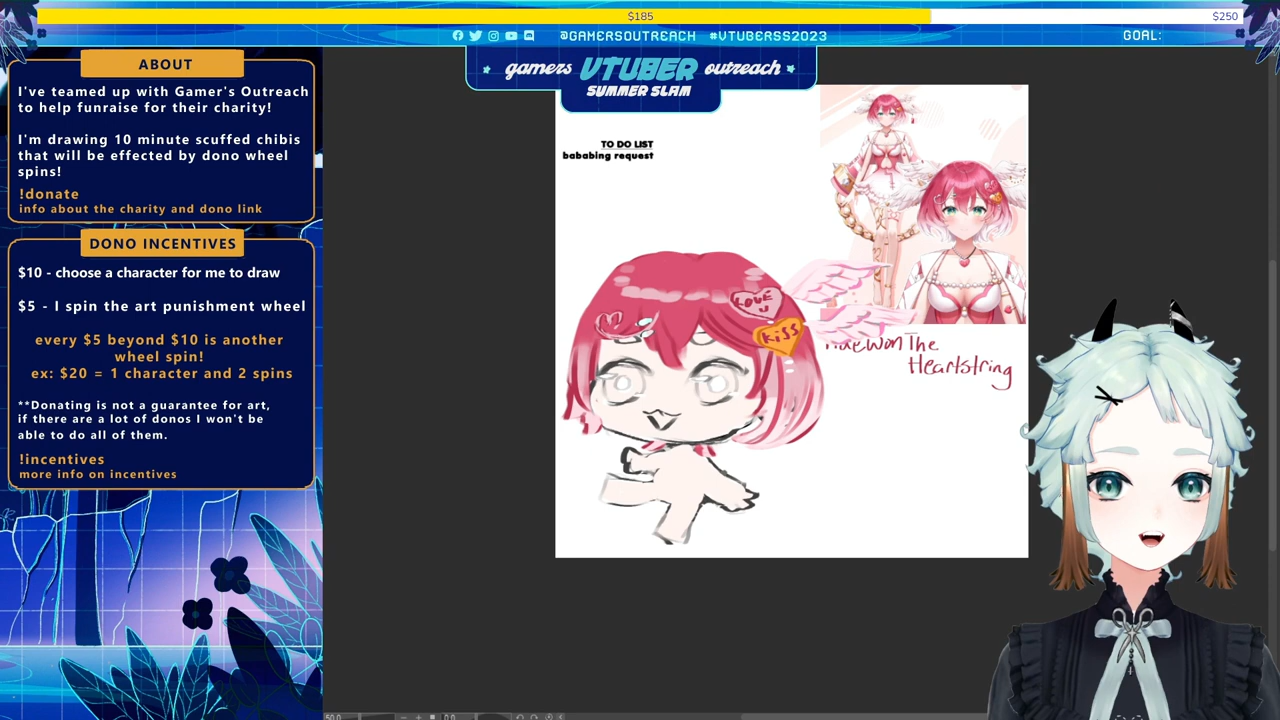 $185
$250
@GAMERSOUTREACH #VTUBERSS2023
GOAL:
gamers VTUBER outreach
SUMMER SLAM
ABOUT
I've teamed up with Gamer's Outreach
to help funraise for their charity!
I'm drawing 10 minute scuffed chibis
that will be effected by dono wheel
spins!
!donate
info about the charity and dono link
DONO INCENTIVES
$10 - choose a character for me to draw
$5 - I spin the art punishment wheel
every $5 beyond $10 is another
wheel spin!
ex: $20 = 1 character and 2 spins
**Donating is not a guarantee for art,
if there are a lot of donos I won't be
able to do all of them.
!incentives
more info on incentives
TO DO LIST
bababing request
LOVE
U
KiSS
The
Heartstring
50.0
0.0